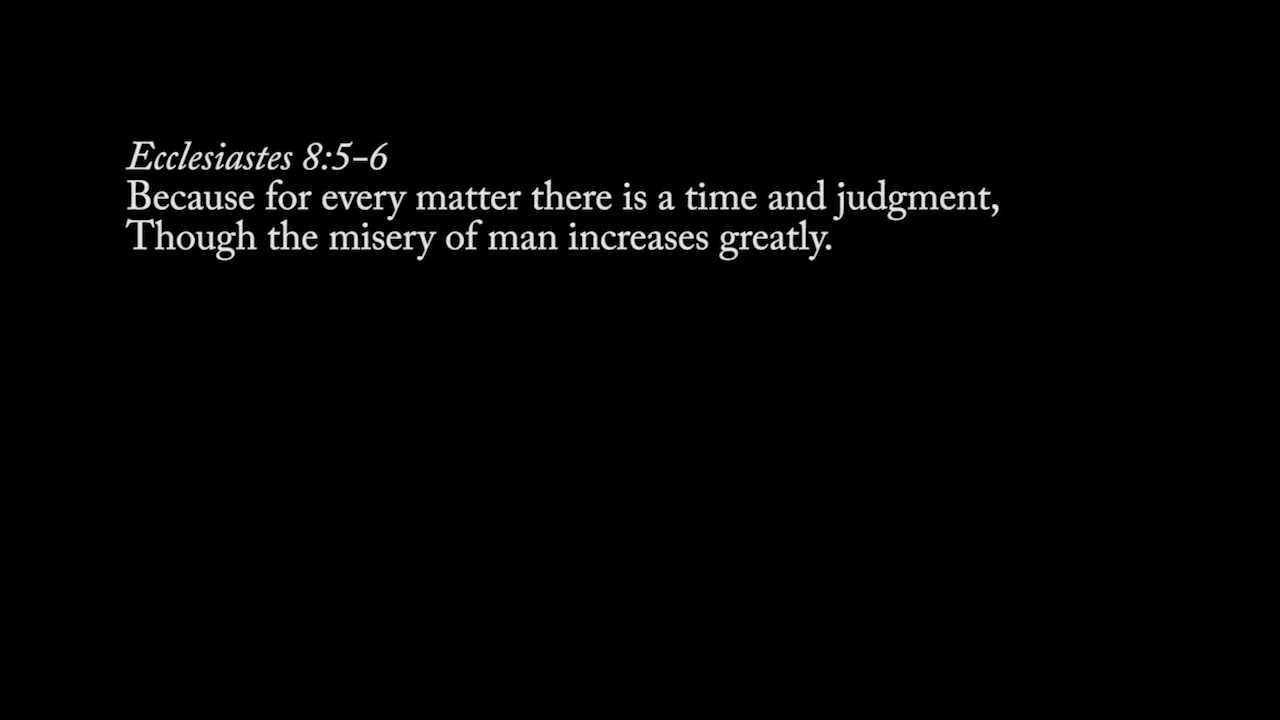 Ecclesiastes 8:5–6
Because for every matter there is a time and judgment,
Though the misery of man increases greatly.